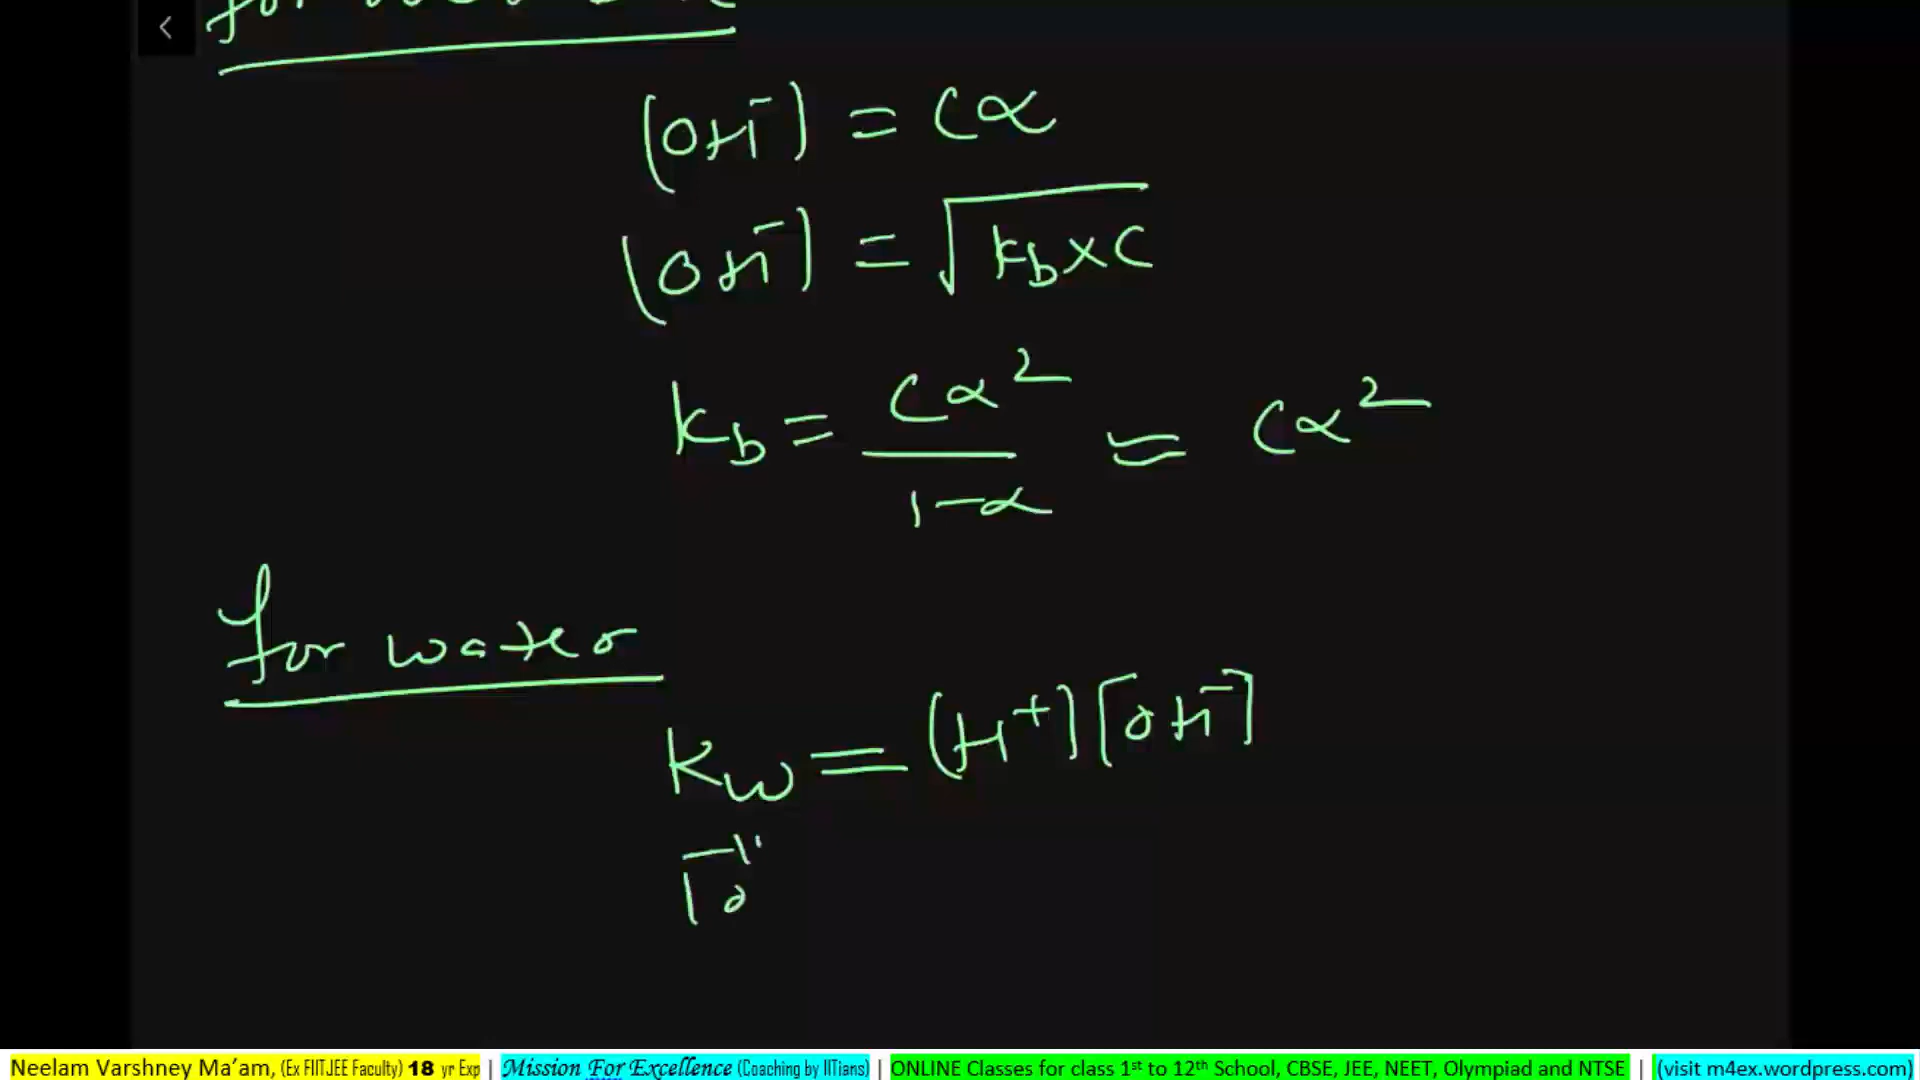 for
(OH⁻) = Cα
(OH⁻) = √(kb×C)
kb = Cα²/(1-α) ≈ Cα²
for water
kw = (H⁺)[OH⁻]
Neelam Varshney Ma'am, (Ex FIITJEE Faculty) 18 yr Exp | Mission For Excellence (Coaching by IITians) | ONLINE Classes for class 1st to 12th School, CBSE, JEE, NEET, Olympiad and NTSE | (visit m4ex.wordpress.com)